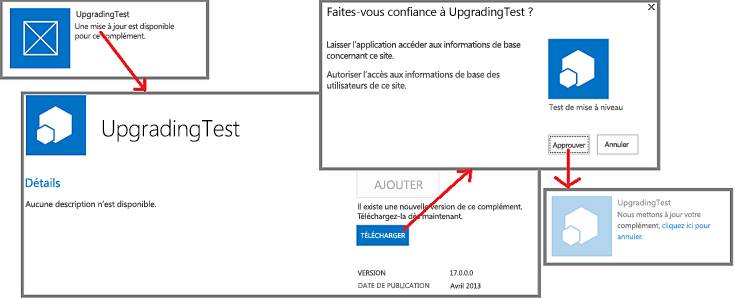 UpgradingTest
Une mise à jour est disponible
pour ce complément.
UpgradingTest
Détails
Aucune description n'est disponible.
AJOUTER
Il existe une nouvelle version de ce complément.
Téléchargez-la dès maintenant.
TÉLÉCHARGER
VERSION 17.0.0.0
DATE DE PUBLICATION Avril 2013
Faites-vous confiance à UpgradingTest ?
Laisser l'application accéder aux informations de base
concernant ce site.
Autoriser l'accès aux informations de base des
utilisateurs de ce site.
Test de mise à niveau
Approuver Annuler
UpgradingTest
Nous mettons à jour votre
complément, cliquez ici pour
annuler.